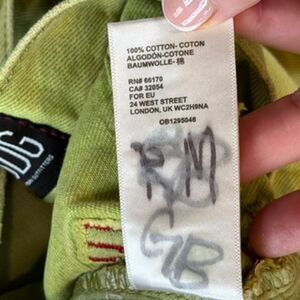 100% COTTON- COTON
ALGODÓN-COTONE
BAUMWOLLE- 棉
RN# 66170
CA# 32054
FOR EU
24 WEST STREET
LONDON, UK WC2H9NA
OB1295046
RM
GB